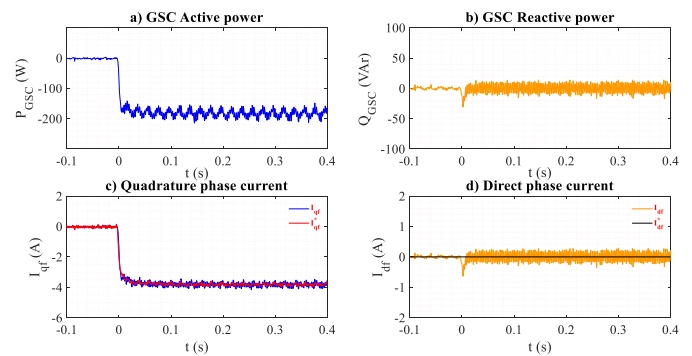 a) GSC Active power
b) GSC Reactive power
0
-100
-200
P_GSC (W)
-0.1 0 0.1 0.2 0.3 0.4
t (s)
100
50
0
-50
-100
Q_GSC (VAr)
-0.1 0 0.1 0.2 0.3 0.4
t (s)
c) Quadrature phase current
d) Direct phase current
2
0
-2
-4
-6
I_qf (A)
I_qf
I*_qf
-0.1 0 0.1 0.2 0.3 0.4
t (s)
2
1
0
-1
-2
I_df (A)
I_df
I*_df
-0.1 0 0.1 0.2 0.3 0.4
t (s)